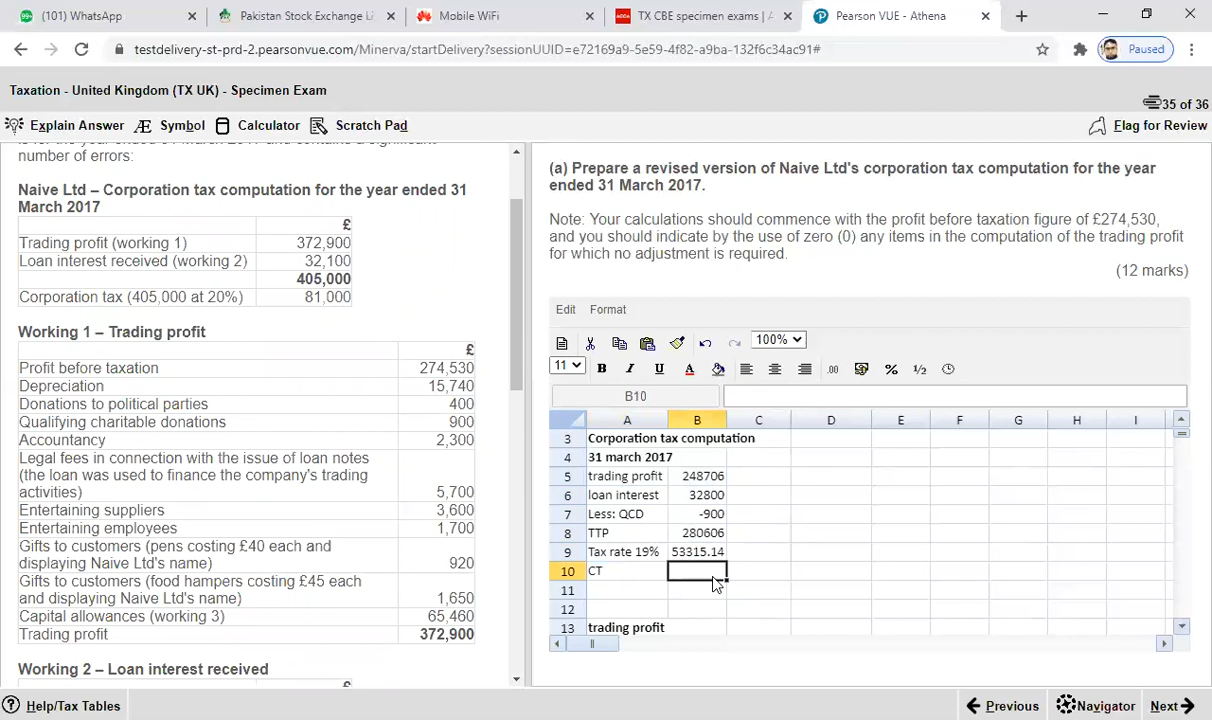 (101) WhatsApp
Pakistan Stock Exchange Li
Mobile WiFi
ACCA
TX CBE specimen exams | A
Pearson VUE - Athena
testdelivery-st-prd-2.pearsonvue.com/Minerva/startDelivery?sessionUUID=e72169a9-5e59-4f82-a9ba-132f6c34ac91#
Paused
Taxation - United Kingdom (TX UK) - Specimen Exam
35 of 36
Explain Answer
Symbol
Calculator
Scratch Pad
Flag for Review
number of errors:
Naive Ltd – Corporation tax computation for the year ended 31
March 2017
£
Trading profit (working 1) 372,900
Loan interest received (working 2) 32,100
405,000
Corporation tax (405,000 at 20%) 81,000
Working 1 – Trading profit
£
Profit before taxation 274,530
Depreciation 15,740
Donations to political parties 400
Qualifying charitable donations 900
Accountancy 2,300
Legal fees in connection with the issue of loan notes
(the loan was used to finance the company's trading
activities) 5,700
Entertaining suppliers 3,600
Entertaining employees 1,700
Gifts to customers (pens costing £40 each and
displaying Naive Ltd's name) 920
Gifts to customers (food hampers costing £45 each
and displaying Naive Ltd's name) 1,650
Capital allowances (working 3) 65,460
Trading profit 372,900
Working 2 – Loan interest received
£
(a) Prepare a revised version of Naive Ltd's corporation tax computation for the year
ended 31 March 2017.
Note: Your calculations should commence with the profit before taxation figure of £274,530,
and you should indicate by the use of zero (0) any items in the computation of the trading profit
for which no adjustment is required.
(12 marks)
Edit Format
100%
11 B I U A .00 % ½
B10
A B C D E F G H I
3 Corporation tax computation
4 31 march 2017
5 trading profit 248706
6 loan interest 32800
7 Less: QCD -900
8 TTP 280606
9 Tax rate 19% 53315.14
10 CT
11
12
13 trading profit
Help/Tax Tables
Previous
Navigator
Next